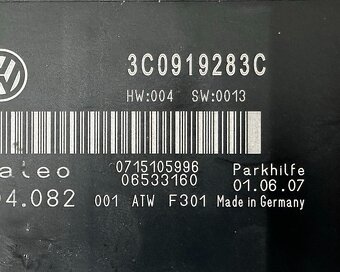 3C0919283C
HW:004 SW:0013
aleo
0715105996
06533160
Parkhilfe
01.06.07
04.082 001 ATW F301 Made in Germany